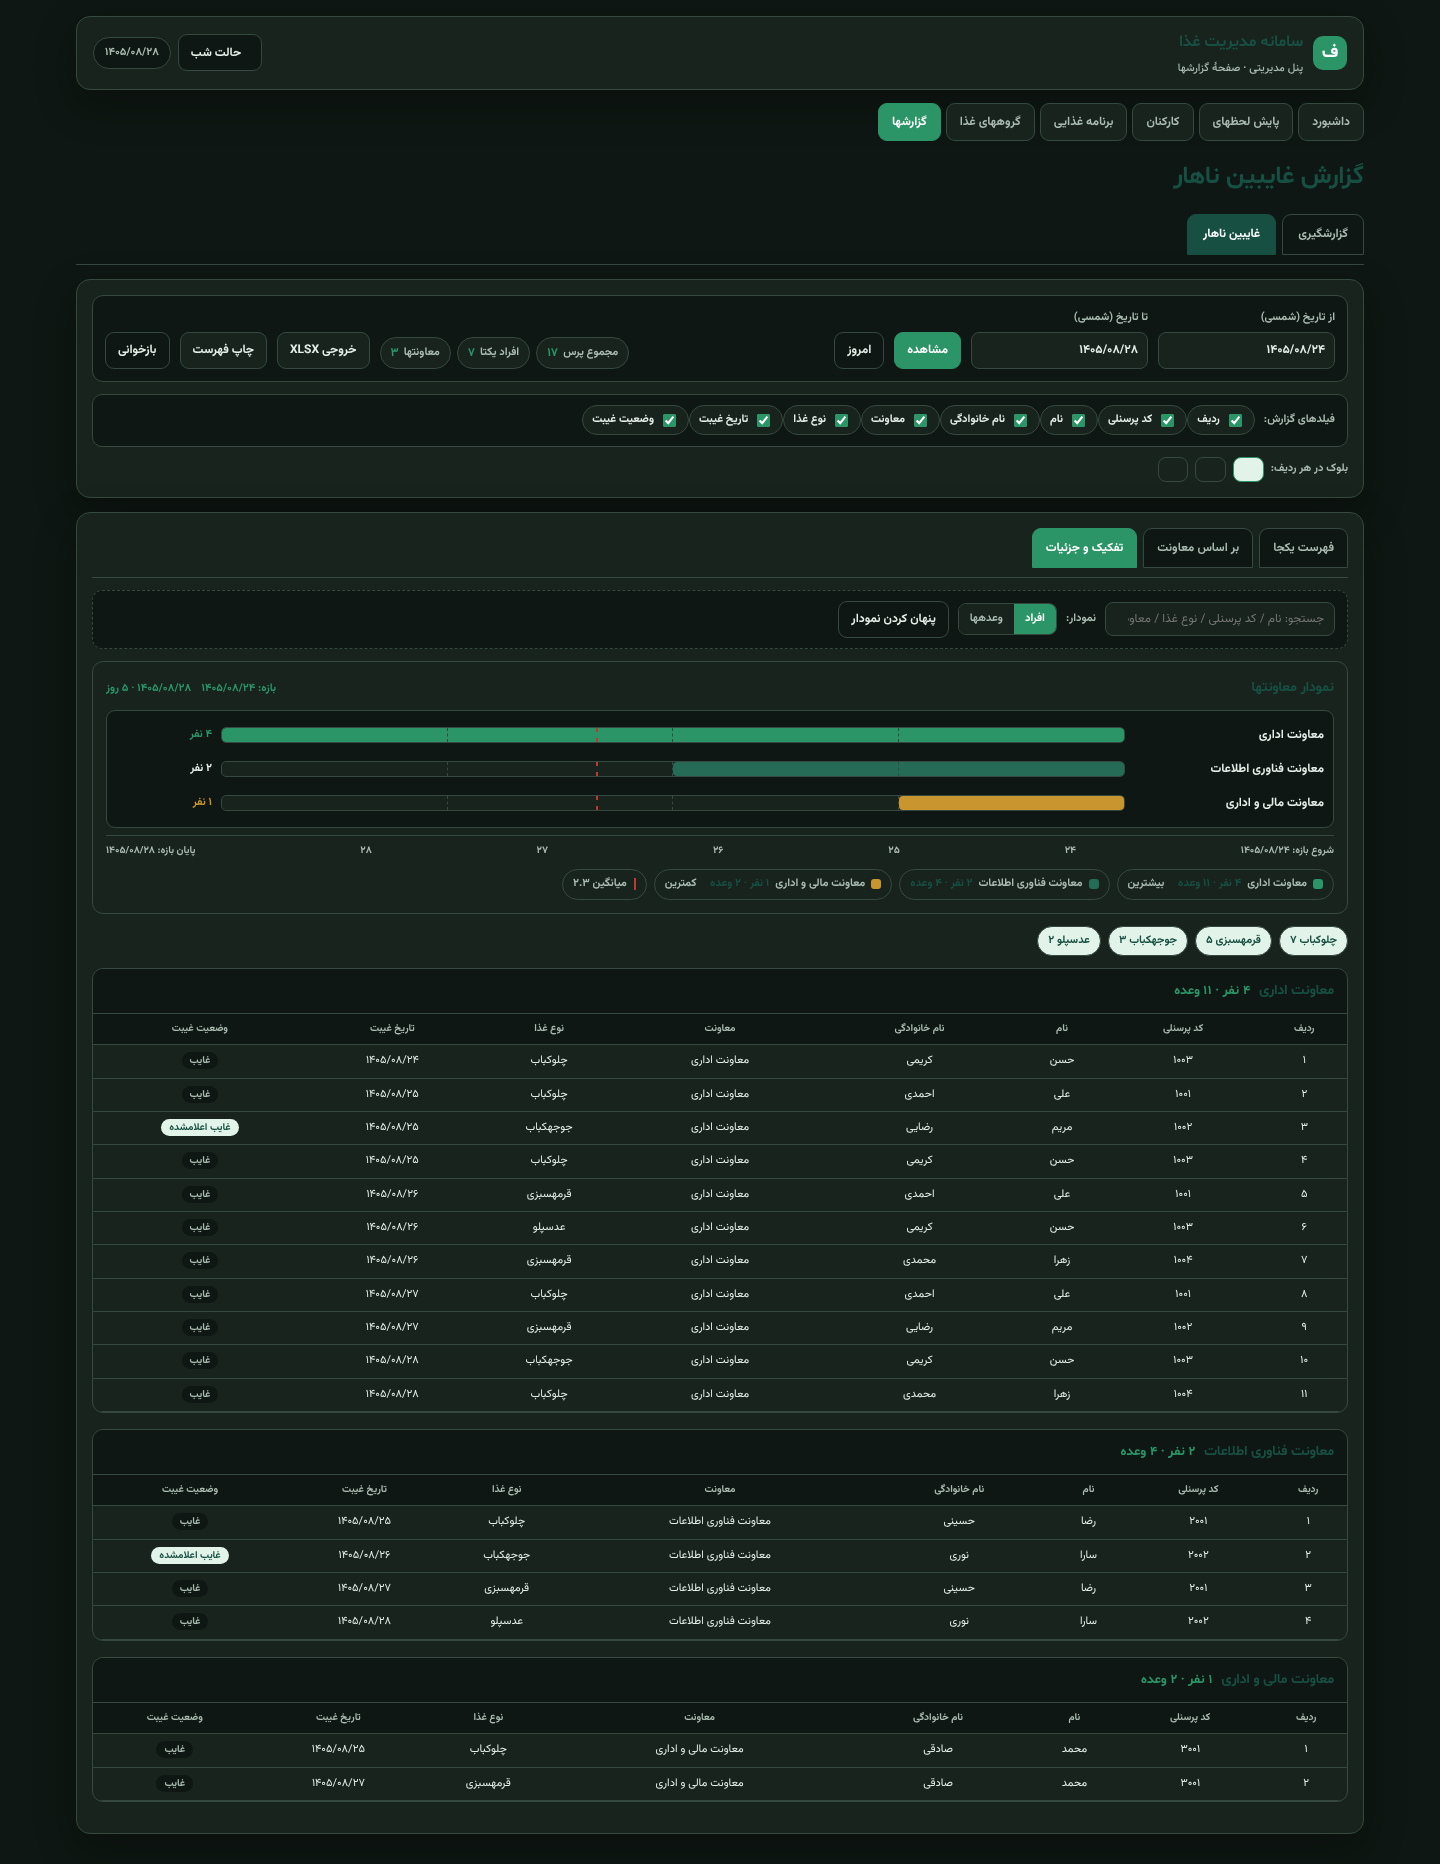 ف
سامانه مدیریت غذا
پنل مدیریتی · صفحهٔ گزارشها
حالت شب
۱۴۰۵/۰۸/۲۸
داشبورد پایش لحظهای کارکنان برنامه غذایی گروههای غذا گزارشها
گزارش غایبین ناهار
گزارشگیری غایبین ناهار
از تاریخ (شمسی) تا تاریخ (شمسی)
۱۴۰۵/۰۸/۲۴ ۱۴۰۵/۰۸/۲۸ مشاهده امروز مجموع پرس ۱۷ افراد یکتا ۷ معاونتها ۳ خروجی XLSX چاپ فهرست بازخوانی
فیلدهای گزارش: ردیف کد پرسنلی نام نام خانوادگی معاونت نوع غذا تاریخ غیبت وضعیت غیبت
بلوک در هر ردیف:
فهرست یکجا بر اساس معاونت تفکیک و جزئیات
جستجو: نام / کد پرسنلی / نوع غذا / معاو نمودار: افراد وعدهها پنهان کردن نمودار
نمودار معاونتها بازه: ۱۴۰۵/۰۸/۲۴ ۱۴۰۵/۰۸/۲۸ · ۵ روز
معاونت اداری ۴ نفر
معاونت فناوری اطلاعات ۲ نفر
معاونت مالی و اداری ۱ نفر
شروع بازه: ۱۴۰۵/۰۸/۲۴ ۲۴ ۲۵ ۲۶ ۲۷ ۲۸ پایان بازه: ۱۴۰۵/۰۸/۲۸
معاونت اداری ۴ نفر · ۱۱ وعده بیشترین معاونت فناوری اطلاعات ۲ نفر · ۴ وعده معاونت مالی و اداری ۱ نفر · ۲ وعده کمترین میانگین ۲.۳
چلوکباب ۷ قرمهسبزی ۵ جوجهکباب ۳ عدسپلو ۲
معاونت اداری ۴ نفر · ۱۱ وعده
ردیف کد پرسنلی نام نام خانوادگی معاونت نوع غذا تاریخ غیبت وضعیت غیبت
۱ ۱۰۰۳ حسن کریمی معاونت اداری چلوکباب ۱۴۰۵/۰۸/۲۴ غایب
۲ ۱۰۰۱ علی احمدی معاونت اداری چلوکباب ۱۴۰۵/۰۸/۲۵ غایب
۳ ۱۰۰۲ مریم رضایی معاونت اداری جوجهکباب ۱۴۰۵/۰۸/۲۵ غایب اعلامشده
۴ ۱۰۰۳ حسن کریمی معاونت اداری چلوکباب ۱۴۰۵/۰۸/۲۵ غایب
۵ ۱۰۰۱ علی احمدی معاونت اداری قرمهسبزی ۱۴۰۵/۰۸/۲۶ غایب
۶ ۱۰۰۳ حسن کریمی معاونت اداری عدسپلو ۱۴۰۵/۰۸/۲۶ غایب
۷ ۱۰۰۴ زهرا محمدی معاونت اداری قرمهسبزی ۱۴۰۵/۰۸/۲۶ غایب
۸ ۱۰۰۱ علی احمدی معاونت اداری چلوکباب ۱۴۰۵/۰۸/۲۷ غایب
۹ ۱۰۰۲ مریم رضایی معاونت اداری قرمهسبزی ۱۴۰۵/۰۸/۲۷ غایب
۱۰ ۱۰۰۳ حسن کریمی معاونت اداری جوجهکباب ۱۴۰۵/۰۸/۲۸ غایب
۱۱ ۱۰۰۴ زهرا محمدی معاونت اداری چلوکباب ۱۴۰۵/۰۸/۲۸ غایب
معاونت فناوری اطلاعات ۲ نفر · ۴ وعده
ردیف کد پرسنلی نام نام خانوادگی معاونت نوع غذا تاریخ غیبت وضعیت غیبت
۱ ۲۰۰۱ رضا حسینی معاونت فناوری اطلاعات چلوکباب ۱۴۰۵/۰۸/۲۵ غایب
۲ ۲۰۰۲ سارا نوری معاونت فناوری اطلاعات جوجهکباب ۱۴۰۵/۰۸/۲۶ غایب اعلامشده
۳ ۲۰۰۱ رضا حسینی معاونت فناوری اطلاعات قرمهسبزی ۱۴۰۵/۰۸/۲۷ غایب
۴ ۲۰۰۲ سارا نوری معاونت فناوری اطلاعات عدسپلو ۱۴۰۵/۰۸/۲۸ غایب
معاونت مالی و اداری ۱ نفر · ۲ وعده
ردیف کد پرسنلی نام نام خانوادگی معاونت نوع غذا تاریخ غیبت وضعیت غیبت
۱ ۳۰۰۱ محمد صادقی معاونت مالی و اداری چلوکباب ۱۴۰۵/۰۸/۲۵ غایب
۲ ۳۰۰۱ محمد صادقی معاونت مالی و اداری قرمهسبزی ۱۴۰۵/۰۸/۲۷ غایب